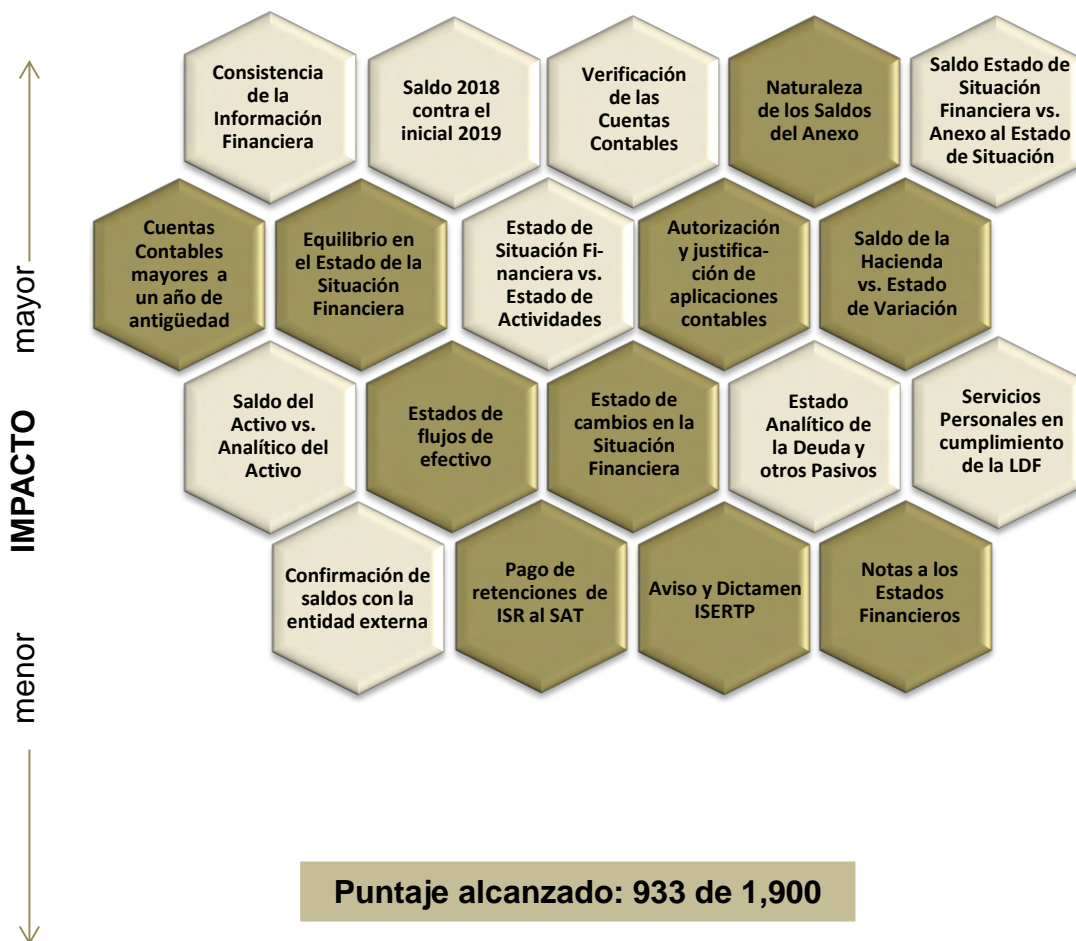 Consistencia
de la
Información
Financiera
Saldo 2018
contra el
inicial 2019
Verificación
de las
Cuentas
Contables
Naturaleza
de los Saldos
del Anexo
Saldo Estado de
Situación
Financiera vs.
Anexo al Estado
de Situación
Cuentas
Contables
mayores a
un año de
antigüedad
Equilibrio en
el Estado de la
Situación
Financiera
Estado de
Situación Fi-
nanciera vs.
Estado de
Actividades
Autorización
y justifica-
ción de
aplicaciones
contables
Saldo de la
Hacienda
vs. Estado
de Variación
Saldo del
Activo vs.
Analítico del
Activo
Estados de
flujos de
efectivo
Estado de
cambios en la
Situación
Financiera
Estado
Analítico de
la Deuda y
otros Pasivos
Servicios
Personales en
cumplimiento
de la LDF
Confirmación de
saldos con la
entidad externa
Pago de
retenciones de
ISR al SAT
Aviso y Dictamen
ISERTP
Notas a los
Estados
Financieros
menor IMPACTO mayor
Puntaje alcanzado: 933 de 1,900